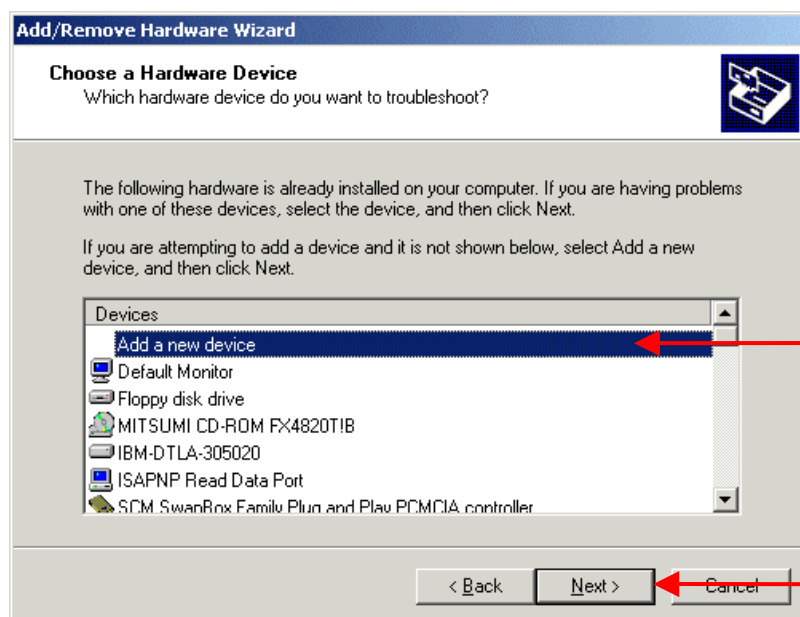 Add/Remove Hardware Wizard
Choose a Hardware Device
Which hardware device do you want to troubleshoot?
The following hardware is already installed on your computer. If you are having problems
with one of these devices, select the device, and then click Next.
If you are attempting to add a device and it is not shown below, select Add a new
device, and then click Next.
Devices
Add a new device
Default Monitor
Floppy disk drive
MITSUMI CD-ROM FX4820T!B
IBM-DTLA-305020
ISAPNP Read Data Port
SCM SwapBox Family Plug and Play PCMCIA controller
< Back Next > Cancel